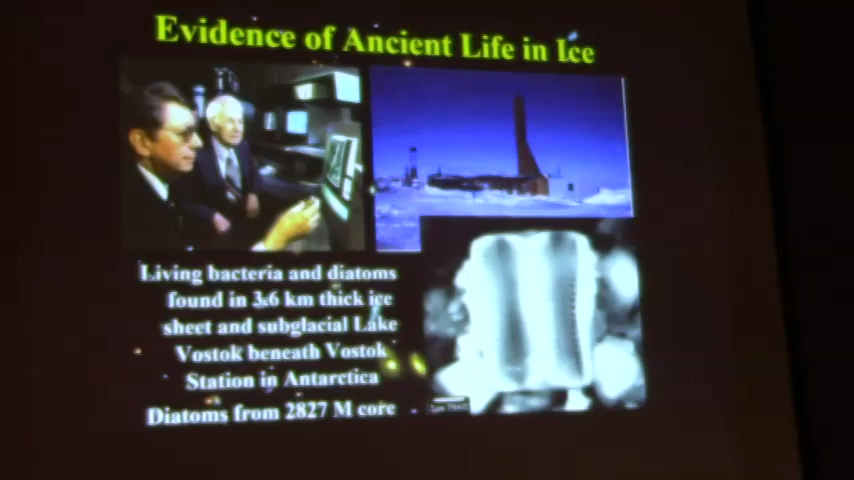 Evidence of Ancient Life in Ice
Living bacteria and diatoms
found in 3.6 km thick ice
sheet and subglacial Lake
Vostok beneath Vostok
Station in Antarctica
Diatoms from 2827 M core